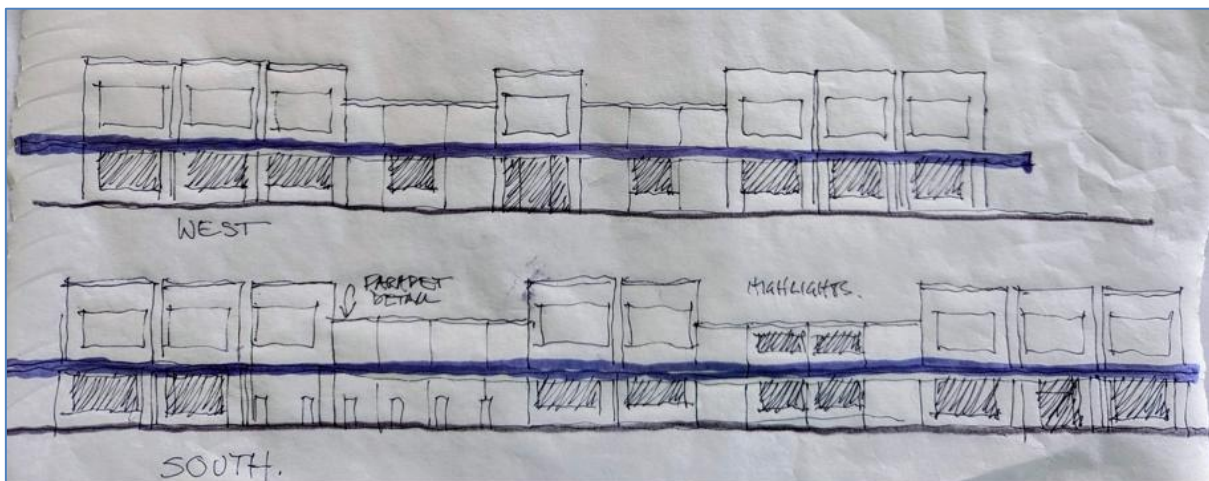 WEST
PARAPET
DETAIL
HIGHLIGHTS.
SOUTH.